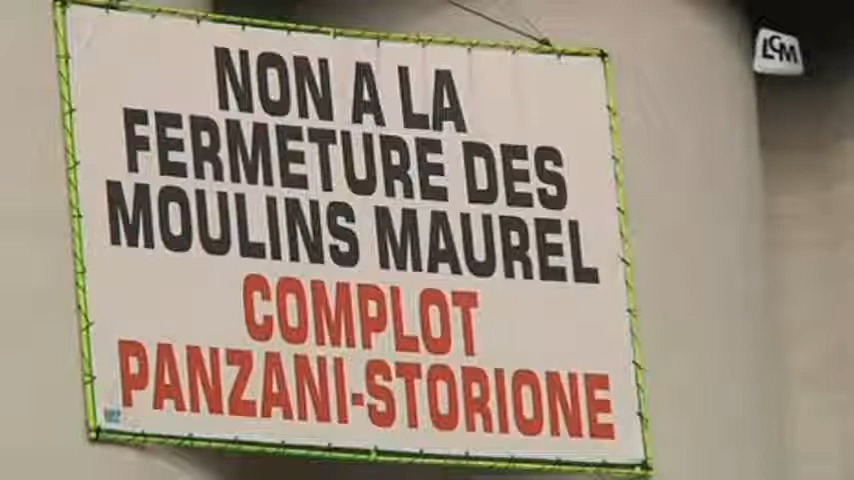 LCM
NON A LA
FERMETURE DES
MOULINS MAUREL
COMPLOT
PANZANI-STORIONE